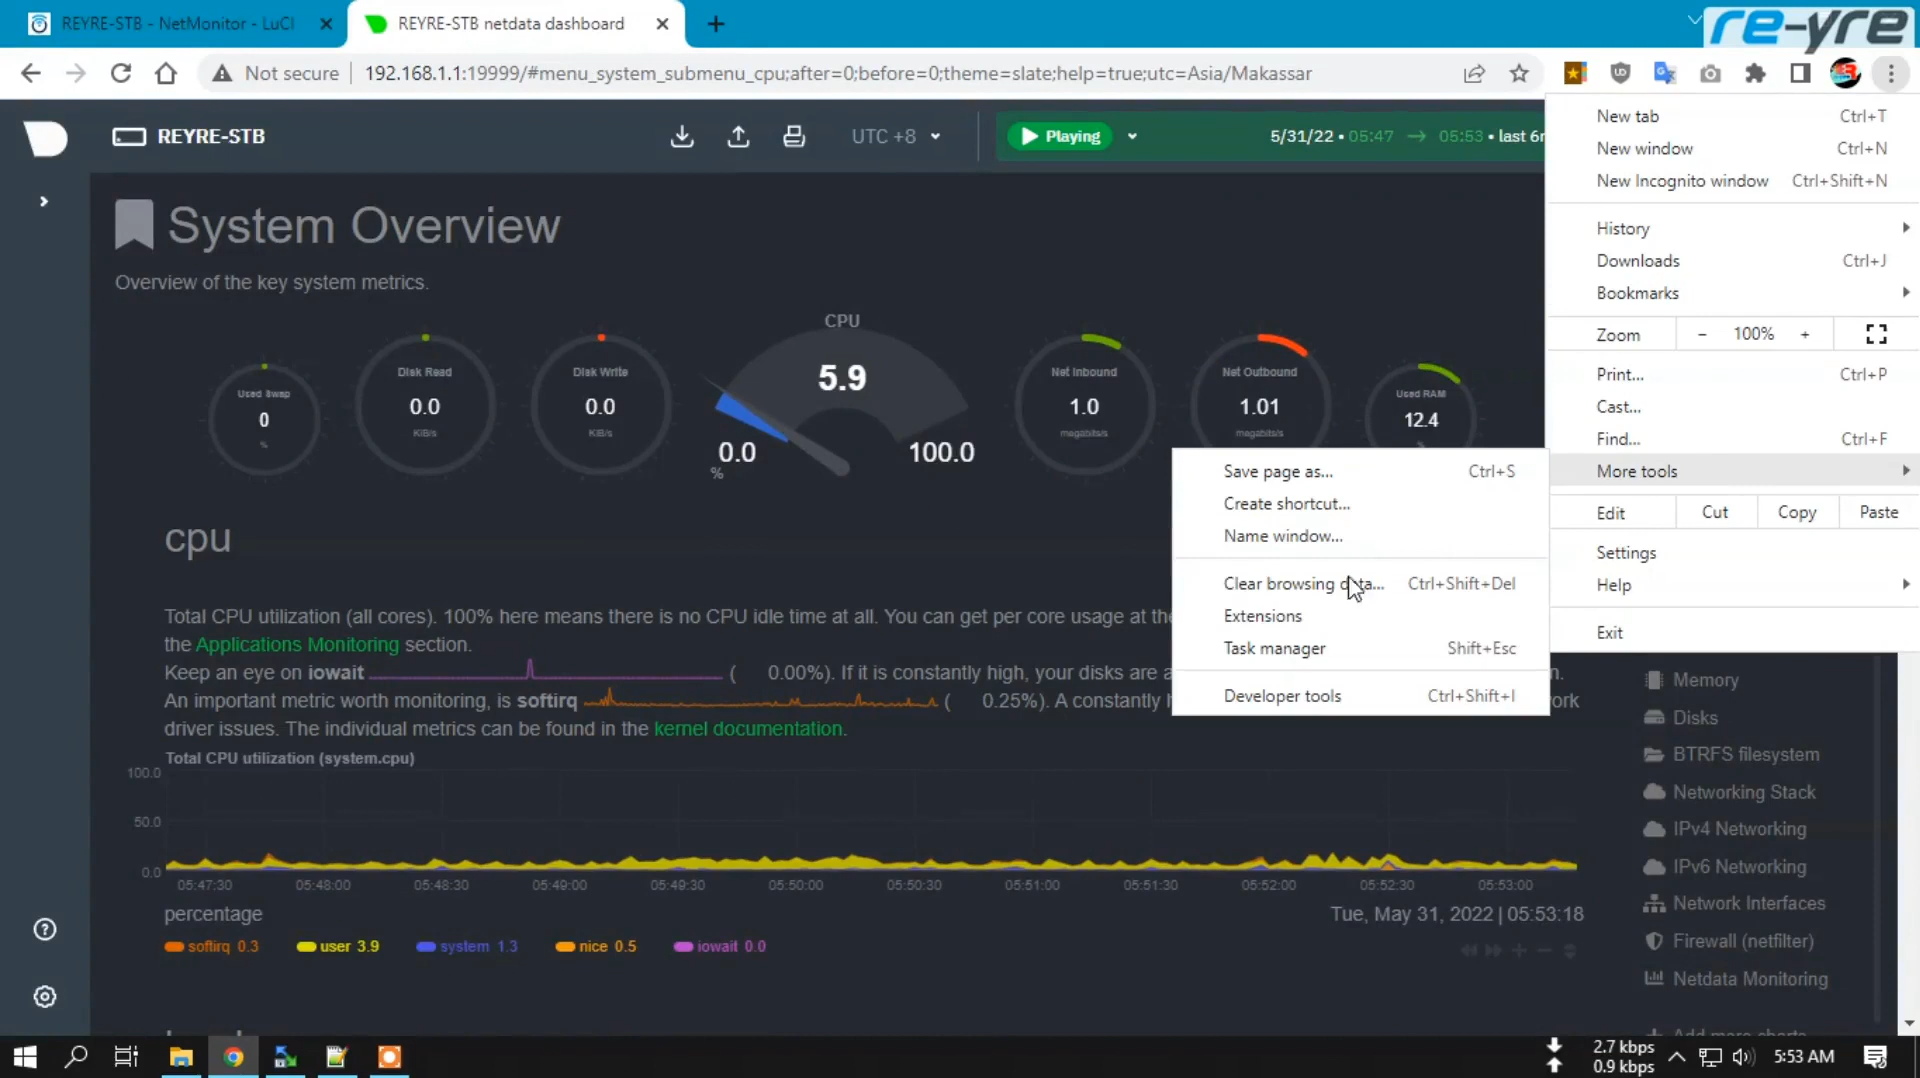 REYRE-STB - NetMonitor - LuCI
REYRE-STB netdata dashboard
re-yre
Not secure
192.168.1.1:19999/#menu_system_submenu_cpu;after=0;before=0;theme=slate;help=true;utc=Asia/Makassar
REYRE-STB
UTC +8
Playing
5/31/22 • 05:47 → 05:53 • last 6m
System Overview
Overview of the key system metrics.
Used Swap
0
%
Disk Read
0.0
KiB/s
Disk Write
0.0
KiB/s
CPU
5.9
0.0
100.0
%
Net Inbound
1.0
megabits/s
Net Outbound
1.01
megabits/s
Used RAM
12.4
New tab Ctrl+T
New window Ctrl+N
New Incognito window Ctrl+Shift+N
History
Downloads Ctrl+J
Bookmarks
Zoom - 100% +
Print... Ctrl+P
Cast...
Find... Ctrl+F
More tools
Edit Cut Copy Paste
Settings
Help
Exit
Save page as... Ctrl+S
Create shortcut...
Name window...
Clear browsing data... Ctrl+Shift+Del
Extensions
Task manager Shift+Esc
Developer tools Ctrl+Shift+I
cpu
Total CPU utilization (all cores). 100% here means there is no CPU idle time at all. You can get per core usage at the
the Applications Monitoring section.
Keep an eye on iowait ( 0.00%). If it is constantly high, your disks are a n.
An important metric worth monitoring, is softirq ( 0.25%). A constantly h ork
driver issues. The individual metrics can be found in the kernel documentation.
Total CPU utilization (system.cpu)
100.0
50.0
0.0
05:47:30 05:48:00 05:48:30 05:49:00 05:49:30 05:50:00 05:50:30 05:51:00 05:51:30 05:52:00 05:52:30 05:53:00
percentage
Tue, May 31, 2022 | 05:53:18
softirq 0.3 user 3.9 system 1.3 nice 0.5 iowait 0.0
Memory
Disks
BTRFS filesystem
Networking Stack
IPv4 Networking
IPv6 Networking
Network Interfaces
Firewall (netfilter)
Netdata Monitoring
Add more charts
2.7 kbps
0.9 kbps
5:53 AM